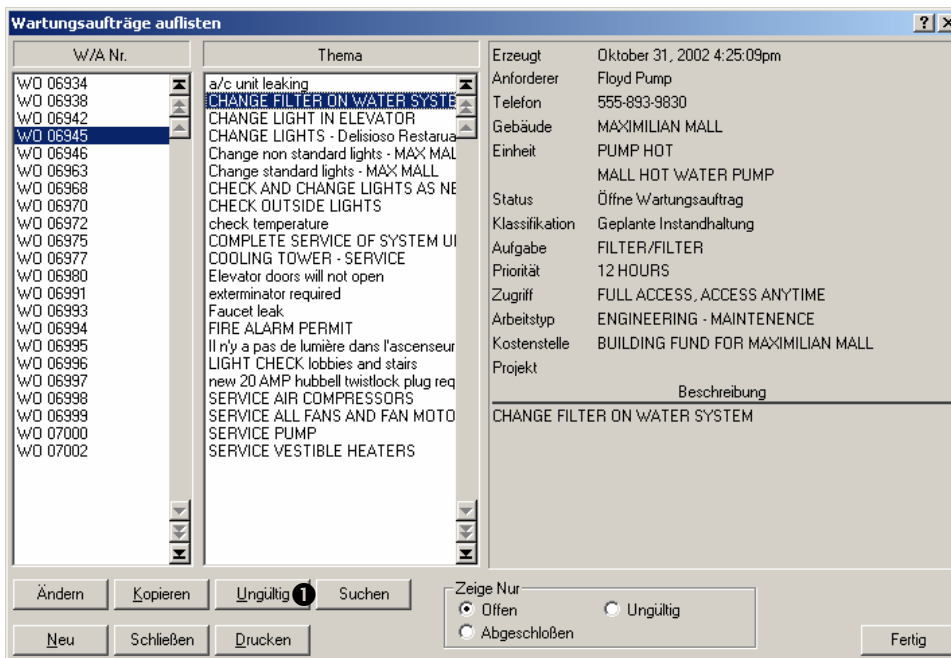 Wartungsaufträge auflisten
W/A Nr.
WO 06934
WO 06938
WO 06942
WO 06945
WO 06946
WO 06963
WO 06968
WO 06970
WO 06972
WO 06975
WO 06977
WO 06980
WO 06991
WO 06993
WO 06994
WO 06995
WO 06996
WO 06997
WO 06998
WO 06999
WO 07000
WO 07002
Thema
a/c unit leaking
CHANGE FILTER ON WATER SYSTE
CHANGE LIGHT IN ELEVATOR
CHANGE LIGHTS - Delisioso Restarua
Change non standard lights - MAX MAL
Change standard lights - MAX MALL
CHECK AND CHANGE LIGHTS AS NE
CHECK OUTSIDE LIGHTS
check temperature
COMPLETE SERVICE OF SYSTEM UI
COOLING TOWER - SERVICE
Elevator doors will not open
exterminator required
Faucet leak
FIRE ALARM PERMIT
Il n'y a pas de lumière dans l'ascenseur
LIGHT CHECK lobbies and stairs
new 20 AMP hubbell twistlock plug req
SERVICE AIR COMPRESSORS
SERVICE ALL FANS AND FAN MOTO
SERVICE PUMP
SERVICE VESTIBLE HEATERS
Erzeugt Oktober 31, 2002 4:25:09pm
Anforderer Floyd Pump
Telefon 555-893-9830
Gebäude MAXIMILIAN MALL
Einheit PUMP HOT
MALL HOT WATER PUMP
Status Öffne Wartungsauftrag
Klassifikation Geplante Instandhaltung
Aufgabe FILTER/FILTER
Priorität 12 HOURS
Zugriff FULL ACCESS, ACCESS ANYTIME
Arbeitstyp ENGINEERING - MAINTENENCE
Kostenstelle BUILDING FUND FOR MAXIMILIAN MALL
Projekt
Beschreibung
CHANGE FILTER ON WATER SYSTEM
Ändern Kopieren Ungültig 1 Suchen
Neu Schließen Drucken
Zeige Nur
Offen Ungültig
Abgeschloßen
Fertig